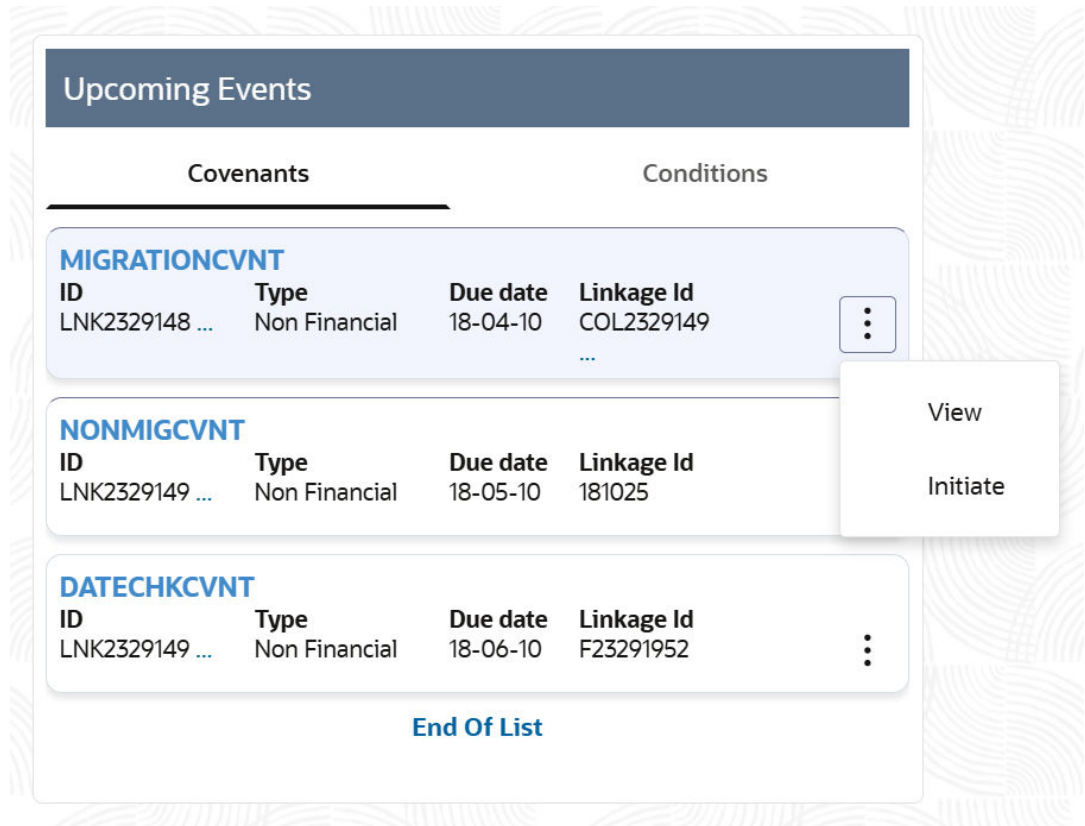 Upcoming Events
Covenants Conditions
MIGRATIONCVNT
ID Type Due date Linkage Id
LNK2329148 ... Non Financial 18-04-10 COL2329149
...
View
NONMIGCVNT
ID Type Due date Linkage Id
LNK2329149 ... Non Financial 18-05-10 181025
Initiate
DATECHKCVNT
ID Type Due date Linkage Id
LNK2329149 ... Non Financial 18-06-10 F23291952
End Of List